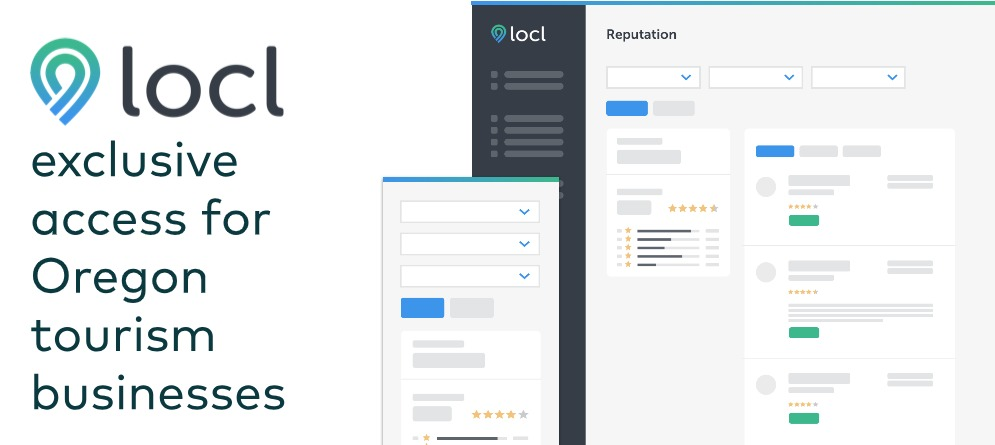 locl
exclusive
access for
Oregon
tourism
businesses
locl
Reputation